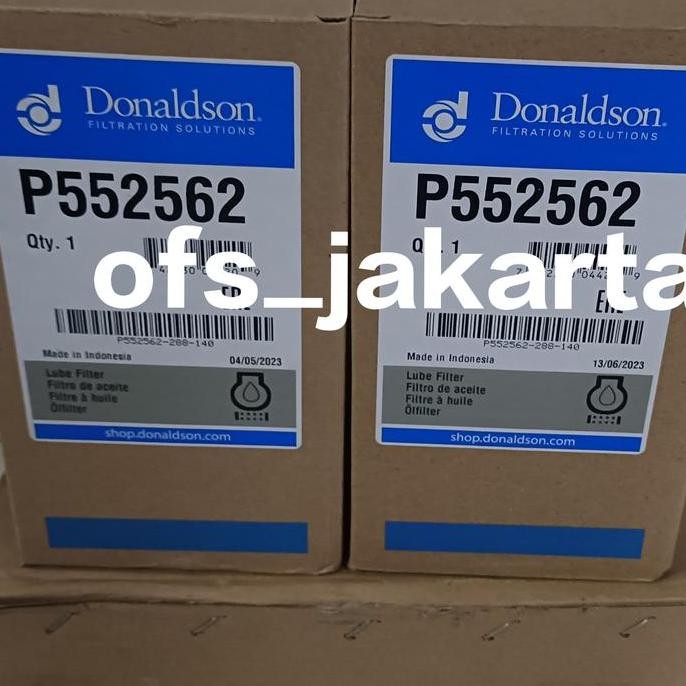 Donaldson.
FILTRATION SOLUTIONS
P552562
Qty. 1
P552562-288-140
Made in Indonesia
04/05/2023
Lube Filter
Filtro de aceite
Filtre à huile
Ölfilter
shop.donaldson.com
Donaldson.
FILTRATION SOLUTIONS
P552562
1
P552562-288-140
Made in Indonesia
13/06/2023
Lube Filter
Filtro de aceite
Filtre à huile
Ölfilter
shop.donaldson.com
ofs_jakarta